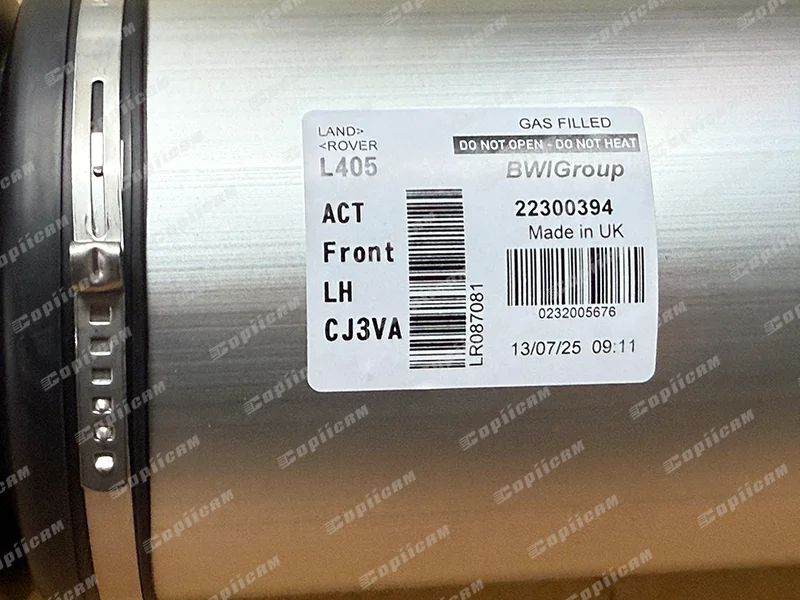 LAND>
<ROVER
L405
ACT
Front
LH
CJ3VA
LR087081
GAS FILLED
DO NOT OPEN - DO NOT HEAT
BWIGroup
22300394
Made in UK
0232005676
13/07/25 09:11
Copiicam